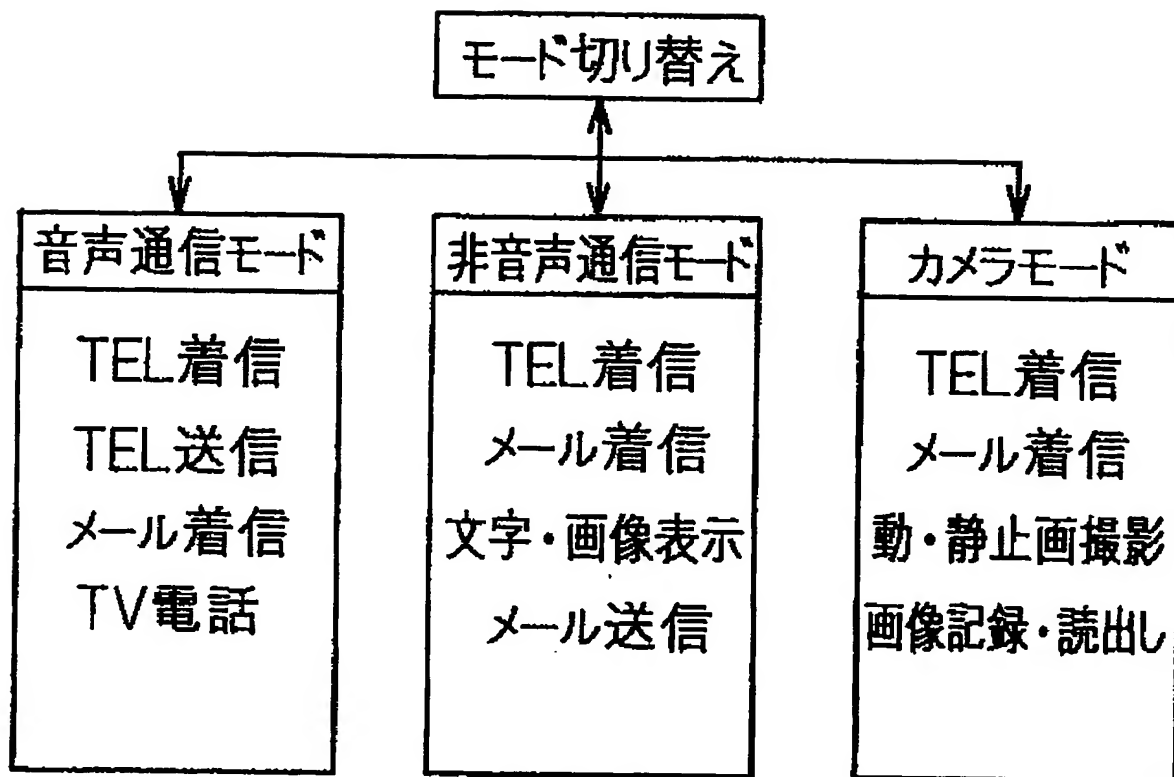 モード切り替え
音声通信モード
TEL着信
TEL送信
メール着信
TV電話
非音声通信モード
TEL着信
メール着信
文字・画像表示
メール送信
カメラモード
TEL着信
メール着信
動・静止画撮影
画像記録・読出し